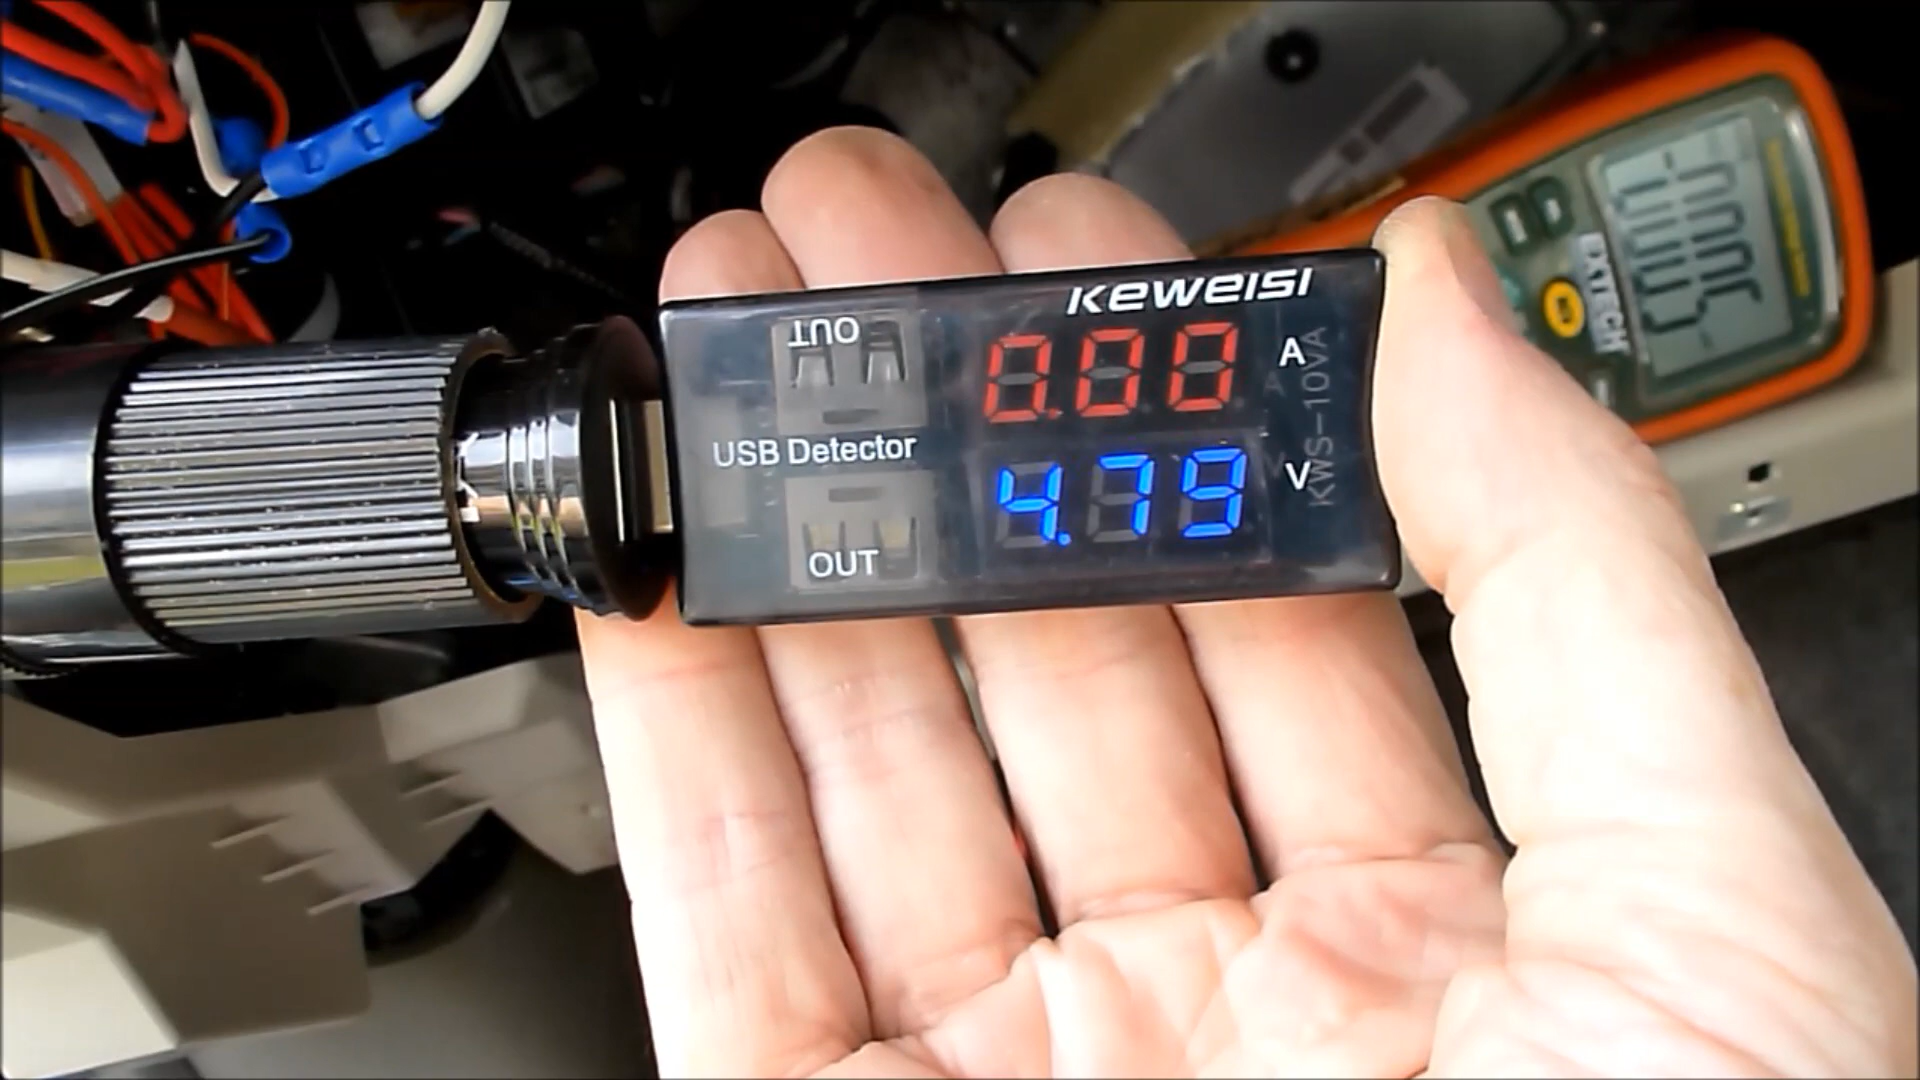 KEWEISI
OUT
0.00 A
USB Detector
4.79 V
KWS-10VA
OUT
EXTECH